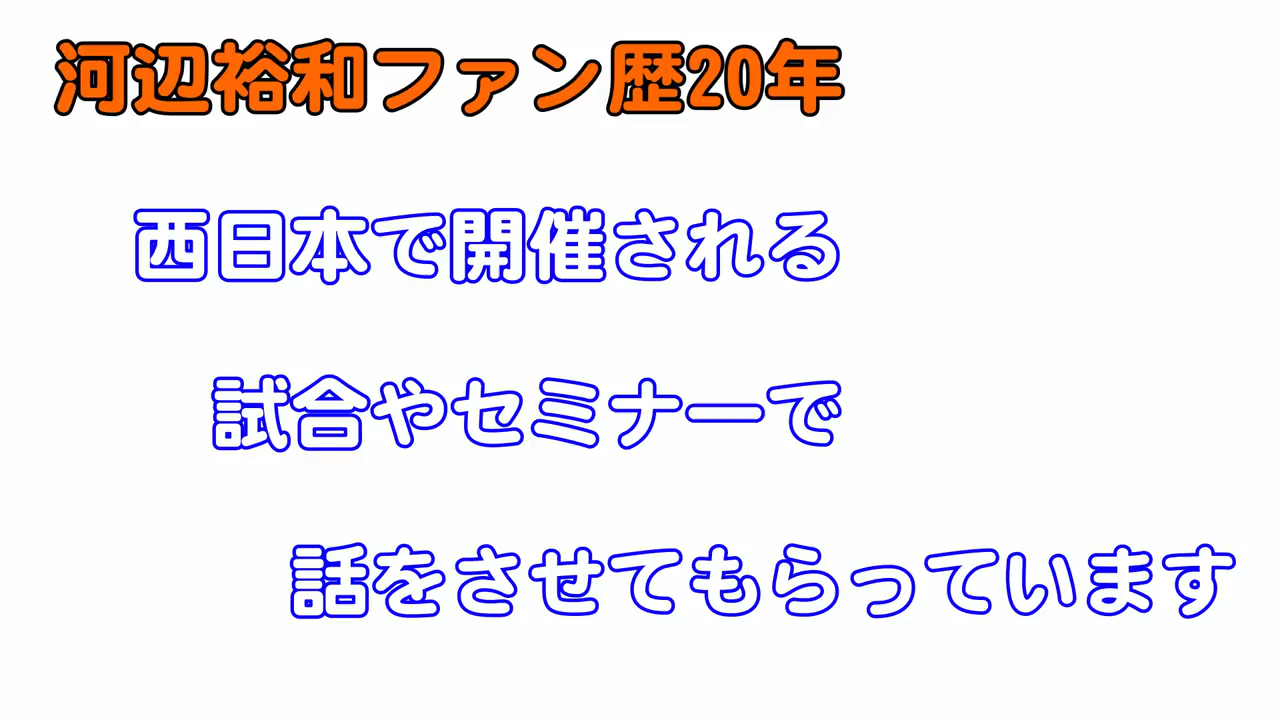 河辺裕和ファン歴20年
西日本で開催される
試合やセミナーで
話をさせてもらっています